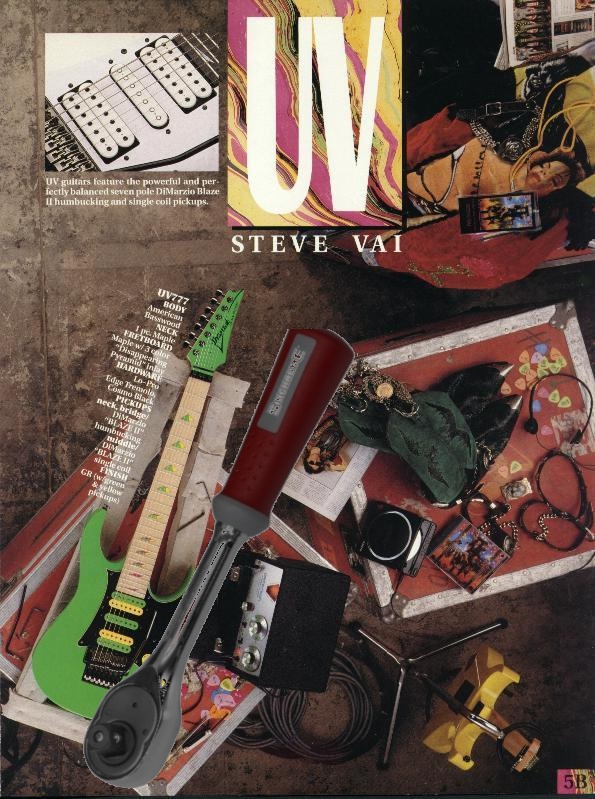 UV
STEVE VAI
UV guitars feature the powerful and per-
fectly balanced seven pole DiMarzio Blaze
II humbucking and single coil pickups.
UV777
BODY
American
Basswood
NECK
1 pc. Maple
FRETBOARD
Maple w/3 color
"Disappearing
Pyramid" inlay
HARDWARE
Lo-Pro
Edge Tremolo,
Cosmo Black
PICKUPS
neck, bridge/
DiMarzio
"BLAZE II"
humbucking
middle/
DiMarzio
"BLAZE II"
single coil
FINISH
GR (w/green
& yellow
pickups)
Ibanez
5B